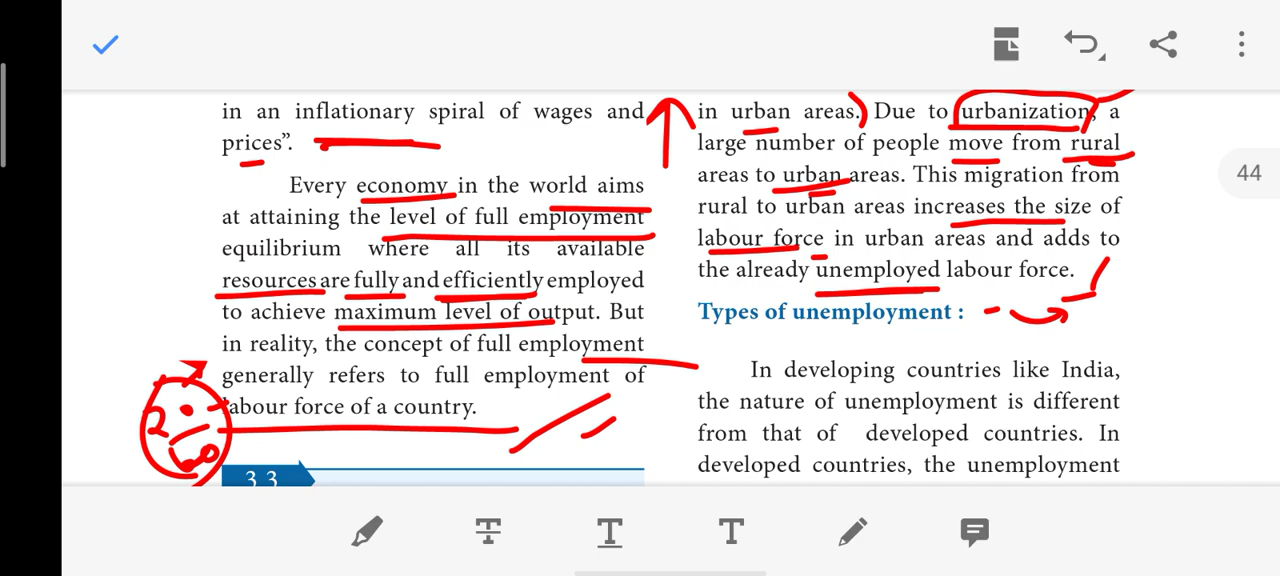 in an inflationary spiral of wages and
prices”.
Every economy in the world aims
at attaining the level of full employment
equilibrium where all its available
resources are fully and efficiently employed
to achieve maximum level of output. But
in reality, the concept of full employment
generally refers to full employment of
labour force of a country.
3.3
in urban areas. Due to urbanization, a
large number of people move from rural
areas to urban areas. This migration from
rural to urban areas increases the size of
labour force in urban areas and adds to
the already unemployed labour force.
Types of unemployment :
In developing countries like India,
the nature of unemployment is different
from that of developed countries. In
developed countries, the unemployment
44